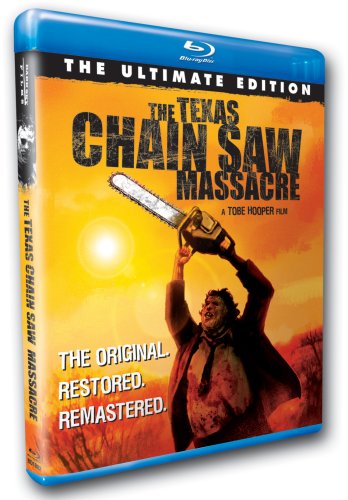 Blu-ray Disc
THE ULTIMATE EDITION
THE TEXAS
CHAIN SAW
MASSACRE
A TOBE HOOPER FILM
THE ORIGINAL.
RESTORED.
REMASTERED.
THE TEXAS CHAIN SAW MASSACRE